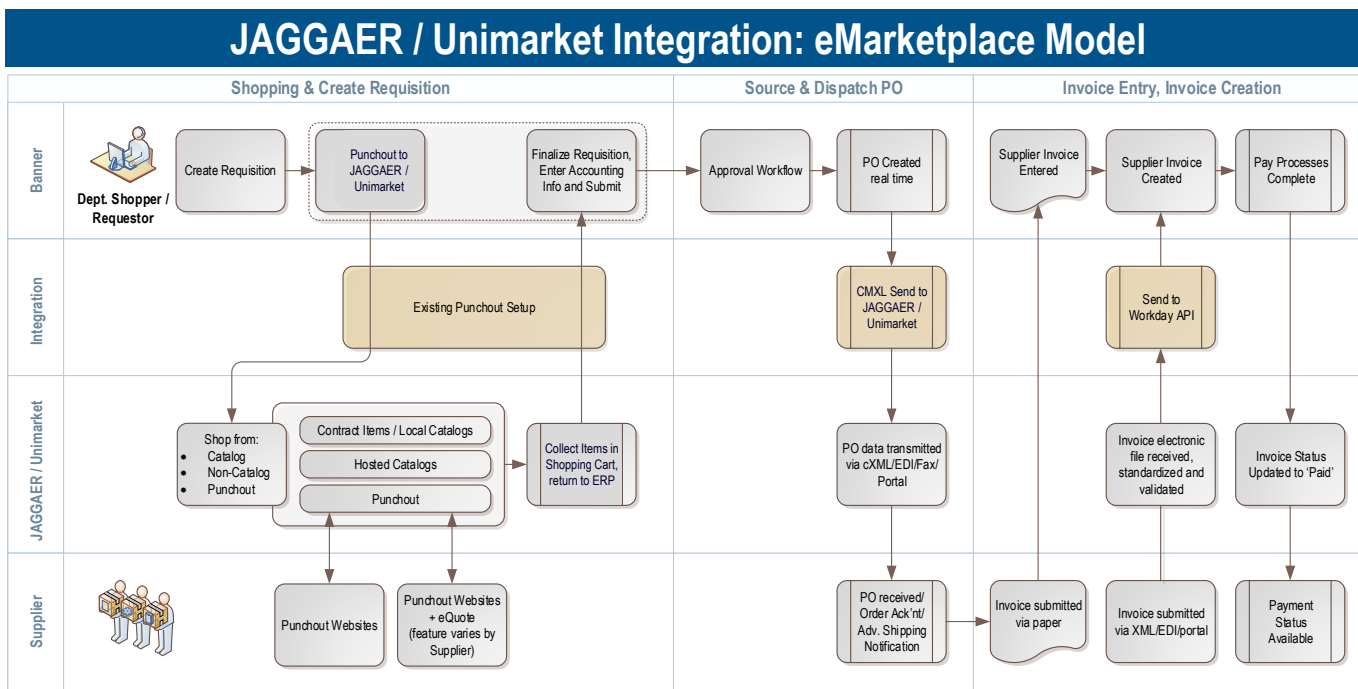 JAGGAER / Unimarket Integration: eMarketplace Model
Shopping & Create Requisition
Source & Dispatch PO
Invoice Entry, Invoice Creation
Banner
Dept. Shopper /
Requestor
Create Requisition
Punchout to
JAGGAER /
Unimarket
Finalize Requisition,
Enter Accounting
Info and Submit
Approval Workflow
PO Created
real time
Supplier Invoice
Entered
Supplier Invoice
Created
Pay Processes
Complete
Integration
Existing Punchout Setup
CMXL Send to
JAGGAER /
Unimarket
Send to
Workday API
JAGGAER / Unimarket
Shop from:
• Catalog
• Non-Catalog
• Punchout
Contract Items / Local Catalogs
Hosted Catalogs
Punchout
Collect Items in
Shopping Cart,
return to ERP
PO data transmitted
via cXML/EDI/Fax/
Portal
Invoice electronic
file received,
standardized and
validated
Invoice Status
Updated to ‘Paid’
Supplier
Punchout Websites
Punchout Websites
+ eQuote
(feature varies by
Supplier)
PO received/
Order Ack’nt/
Adv. Shipping
Notification
Invoice submitted
via paper
Invoice submitted
via XML/EDI/portal
Payment
Status
Available